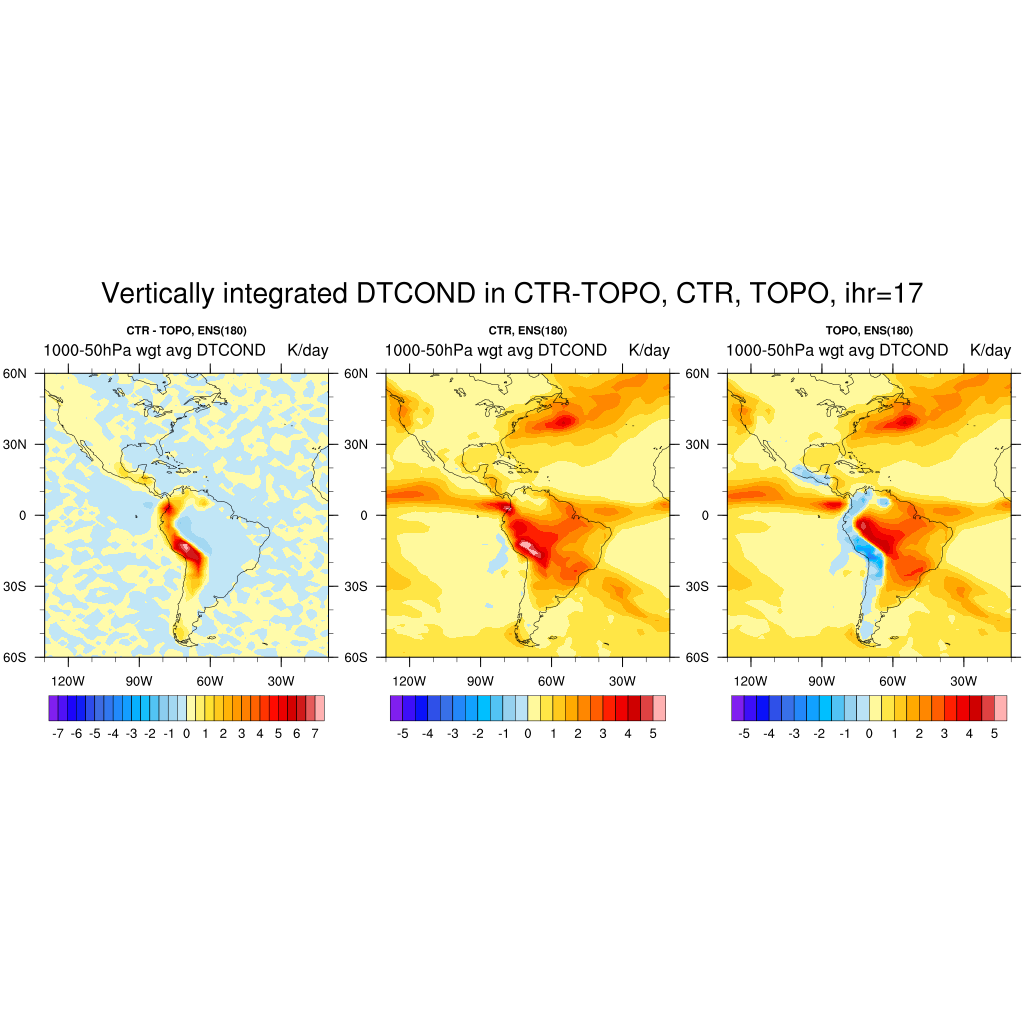 Vertically integrated DTCOND in CTR-TOPO, CTR, TOPO, ihr=17
CTR - TOPO, ENS(180)
1000-50hPa wgt avg DTCOND K/day
60N
30N
0
30S
60S
120W 90W 60W 30W
-7 -6 -5 -4 -3 -2 -1 0 1 2 3 4 5 6 7
CTR, ENS(180)
1000-50hPa wgt avg DTCOND K/day
60N
30N
0
30S
60S
120W 90W 60W 30W
-5 -4 -3 -2 -1 0 1 2 3 4 5
TOPO, ENS(180)
1000-50hPa wgt avg DTCOND K/day
60N
30N
0
30S
60S
120W 90W 60W 30W
-5 -4 -3 -2 -1 0 1 2 3 4 5